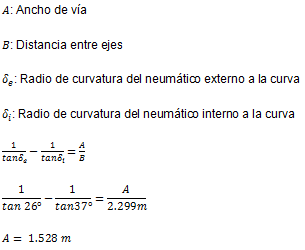 A: Ancho de vía
B: Distancia entre ejes
δₑ: Radio de curvatura del neumático externo a la curva
δᵢ: Radio de curvatura del neumático interno a la curva
1/tanδₑ − 1/tanδᵢ = A/B
1/tan 26° − 1/tan37° = A/2.299m
A = 1.528 m